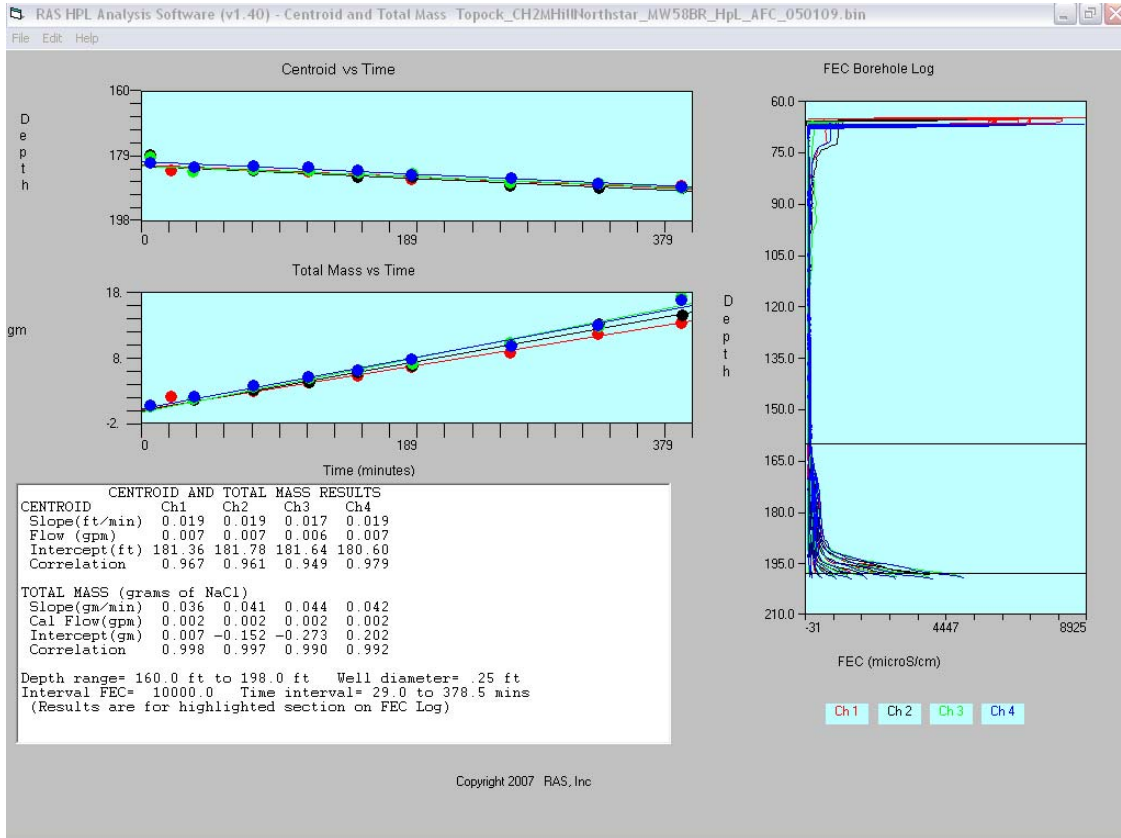 RAS HPL Analysis Software (v1.40) - Centroid and Total Mass Topock_CH2MHillNorthstar_MW58BR_HpL_AFC_050109.bin
File Edit Help
Centroid vs Time
Depth
160
179
198
0 189 379
Total Mass vs Time
gm
18.
8.
-2.
0 189 379
Time (minutes)
CENTROID AND TOTAL MASS RESULTS
CENTROID Ch1 Ch2 Ch3 Ch4
Slope(ft/min) 0.019 0.019 0.017 0.019
Flow (gpm) 0.007 0.007 0.006 0.007
Intercept(ft) 181.36 181.78 181.64 180.60
Correlation 0.967 0.961 0.949 0.979
TOTAL MASS (grams of NaCl)
Slope(gm/min) 0.036 0.041 0.044 0.042
Cal Flow(gpm) 0.002 0.002 0.002 0.002
Intercept(gm) 0.007 -0.152 -0.273 0.202
Correlation 0.998 0.997 0.990 0.992
Depth range= 160.0 ft to 198.0 ft Well diameter= .25 ft
Interval FEC= 10000.0 Time interval= 29.0 to 378.5 mins
(Results are for highlighted section on FEC Log)
FEC Borehole Log
Depth
60.0
75.0
90.0
105.0
120.0
135.0
150.0
165.0
180.0
195.0
210.0
-31 4447 8925
FEC (microS/cm)
Ch 1 Ch 2 Ch 3 Ch 4
Copyright 2007 RAS, Inc